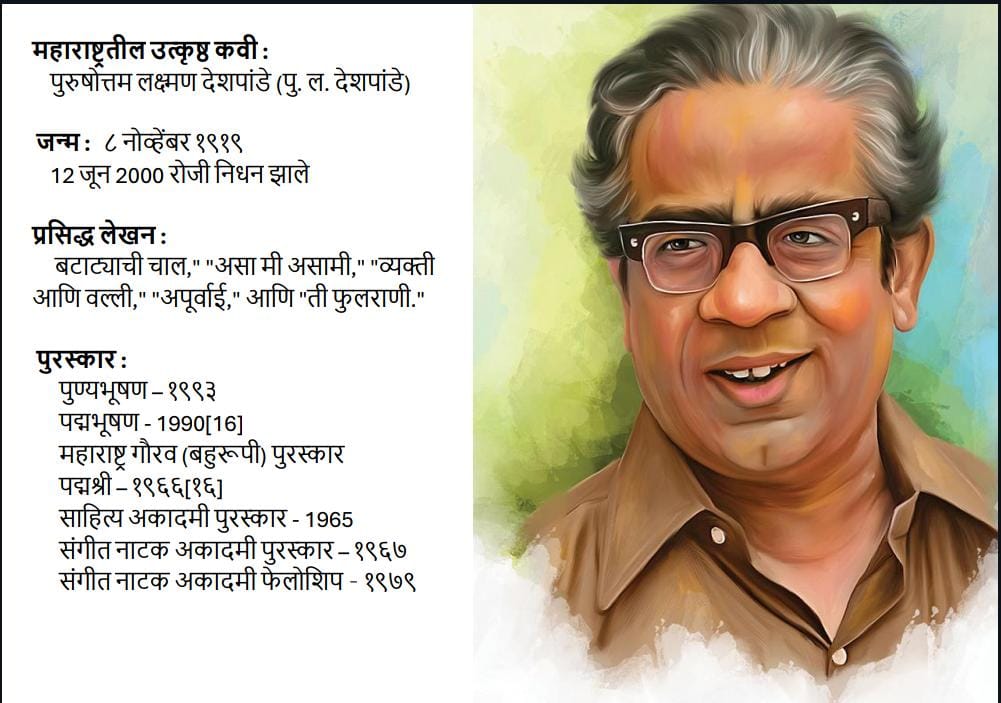 महाराष्ट्रतील उत्कृष्ठ कवी :
पुरुषोत्तम लक्ष्मण देशपांडे (पु. ल. देशपांडे)
जन्म : ८ नोव्हेंबर १९१९
12 जून 2000 रोजी निधन झाले
प्रसिद्ध लेखन :
बटाट्याची चाल," "असा मी असामी," "व्यक्ती
आणि वल्ली," "अपूर्वाई," आणि "ती फुलराणी."
पुरस्कार :
पुण्यभूषण – १९९३
पद्मभूषण - 1990[16]
महाराष्ट्र गौरव (बहुरूपी) पुरस्कार
पद्मश्री – १९६६[१६]
साहित्य अकादमी पुरस्कार - 1965
संगीत नाटक अकादमी पुरस्कार – १९६७
संगीत नाटक अकादमी फेलोशिप - १९७९